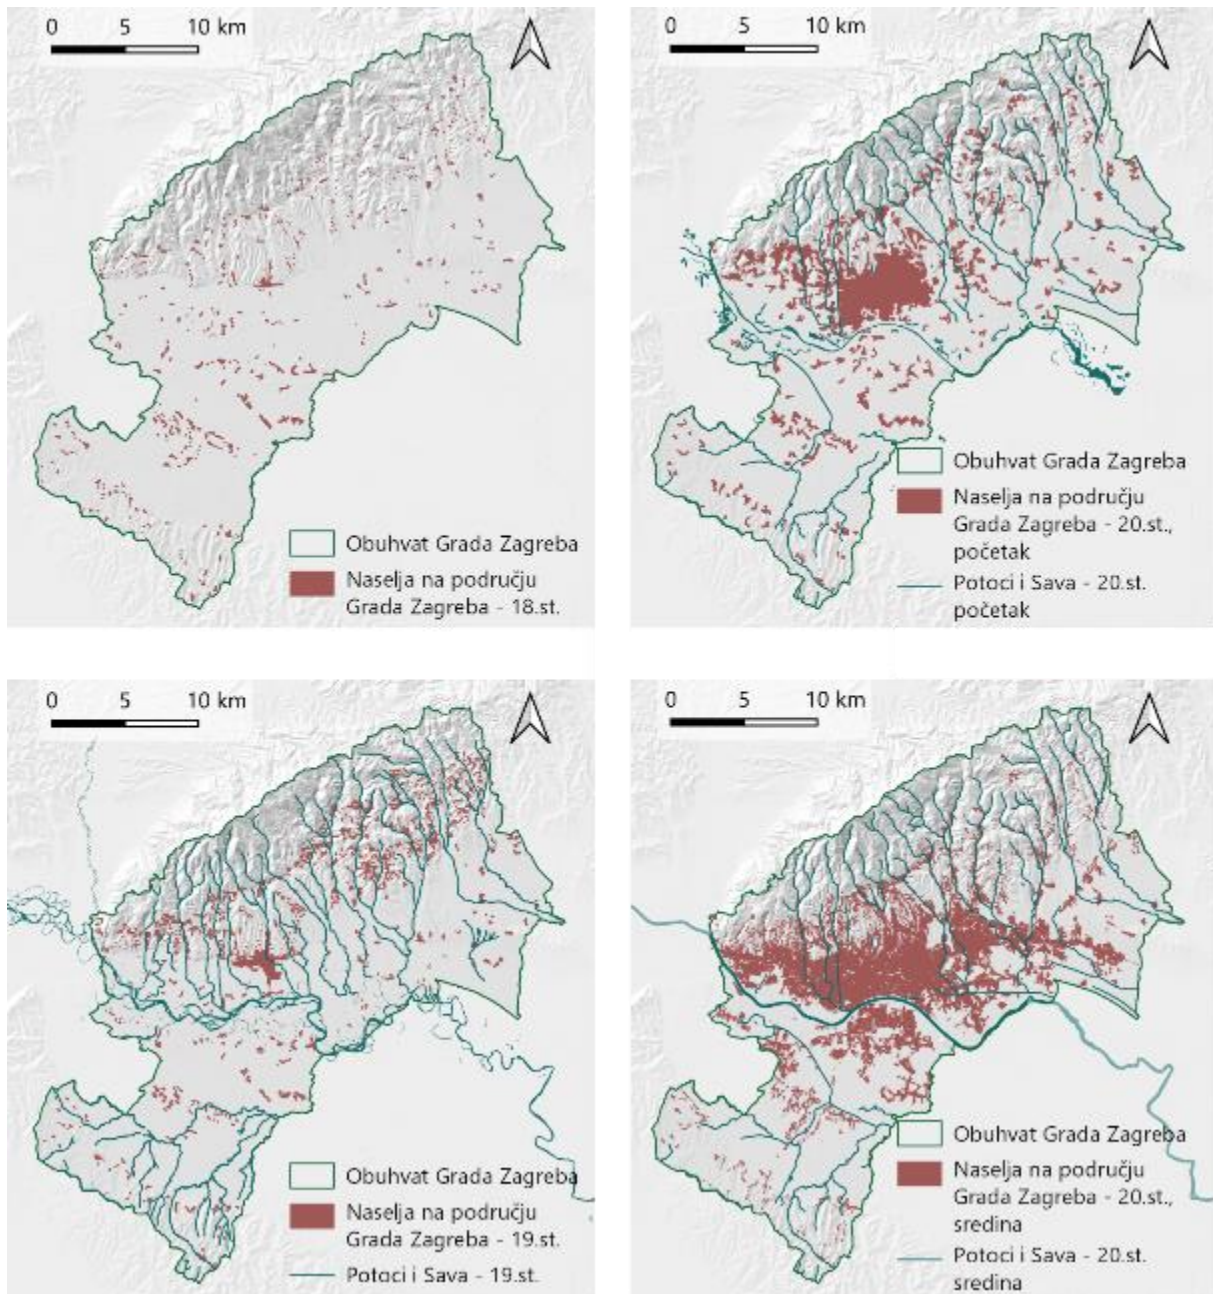 0 5 10 km
Obuhvat Grada Zagreba
Naselja na području
Grada Zagreba - 18.st.
0 5 10 km
Obuhvat Grada Zagreba
Naselja na području
Grada Zagreba - 20.st.,
početak
Potoci i Sava - 20.st.
početak
0 5 10 km
Obuhvat Grada Zagreba
Naselja na području
Grada Zagreba - 19.st.
Potoci i Sava - 19.st.
0 5 10 km
Obuhvat Grada Zagreba
Naselja na području
Grada Zagreba - 20.st.,
sredina
Potoci i Sava - 20.st.
sredina